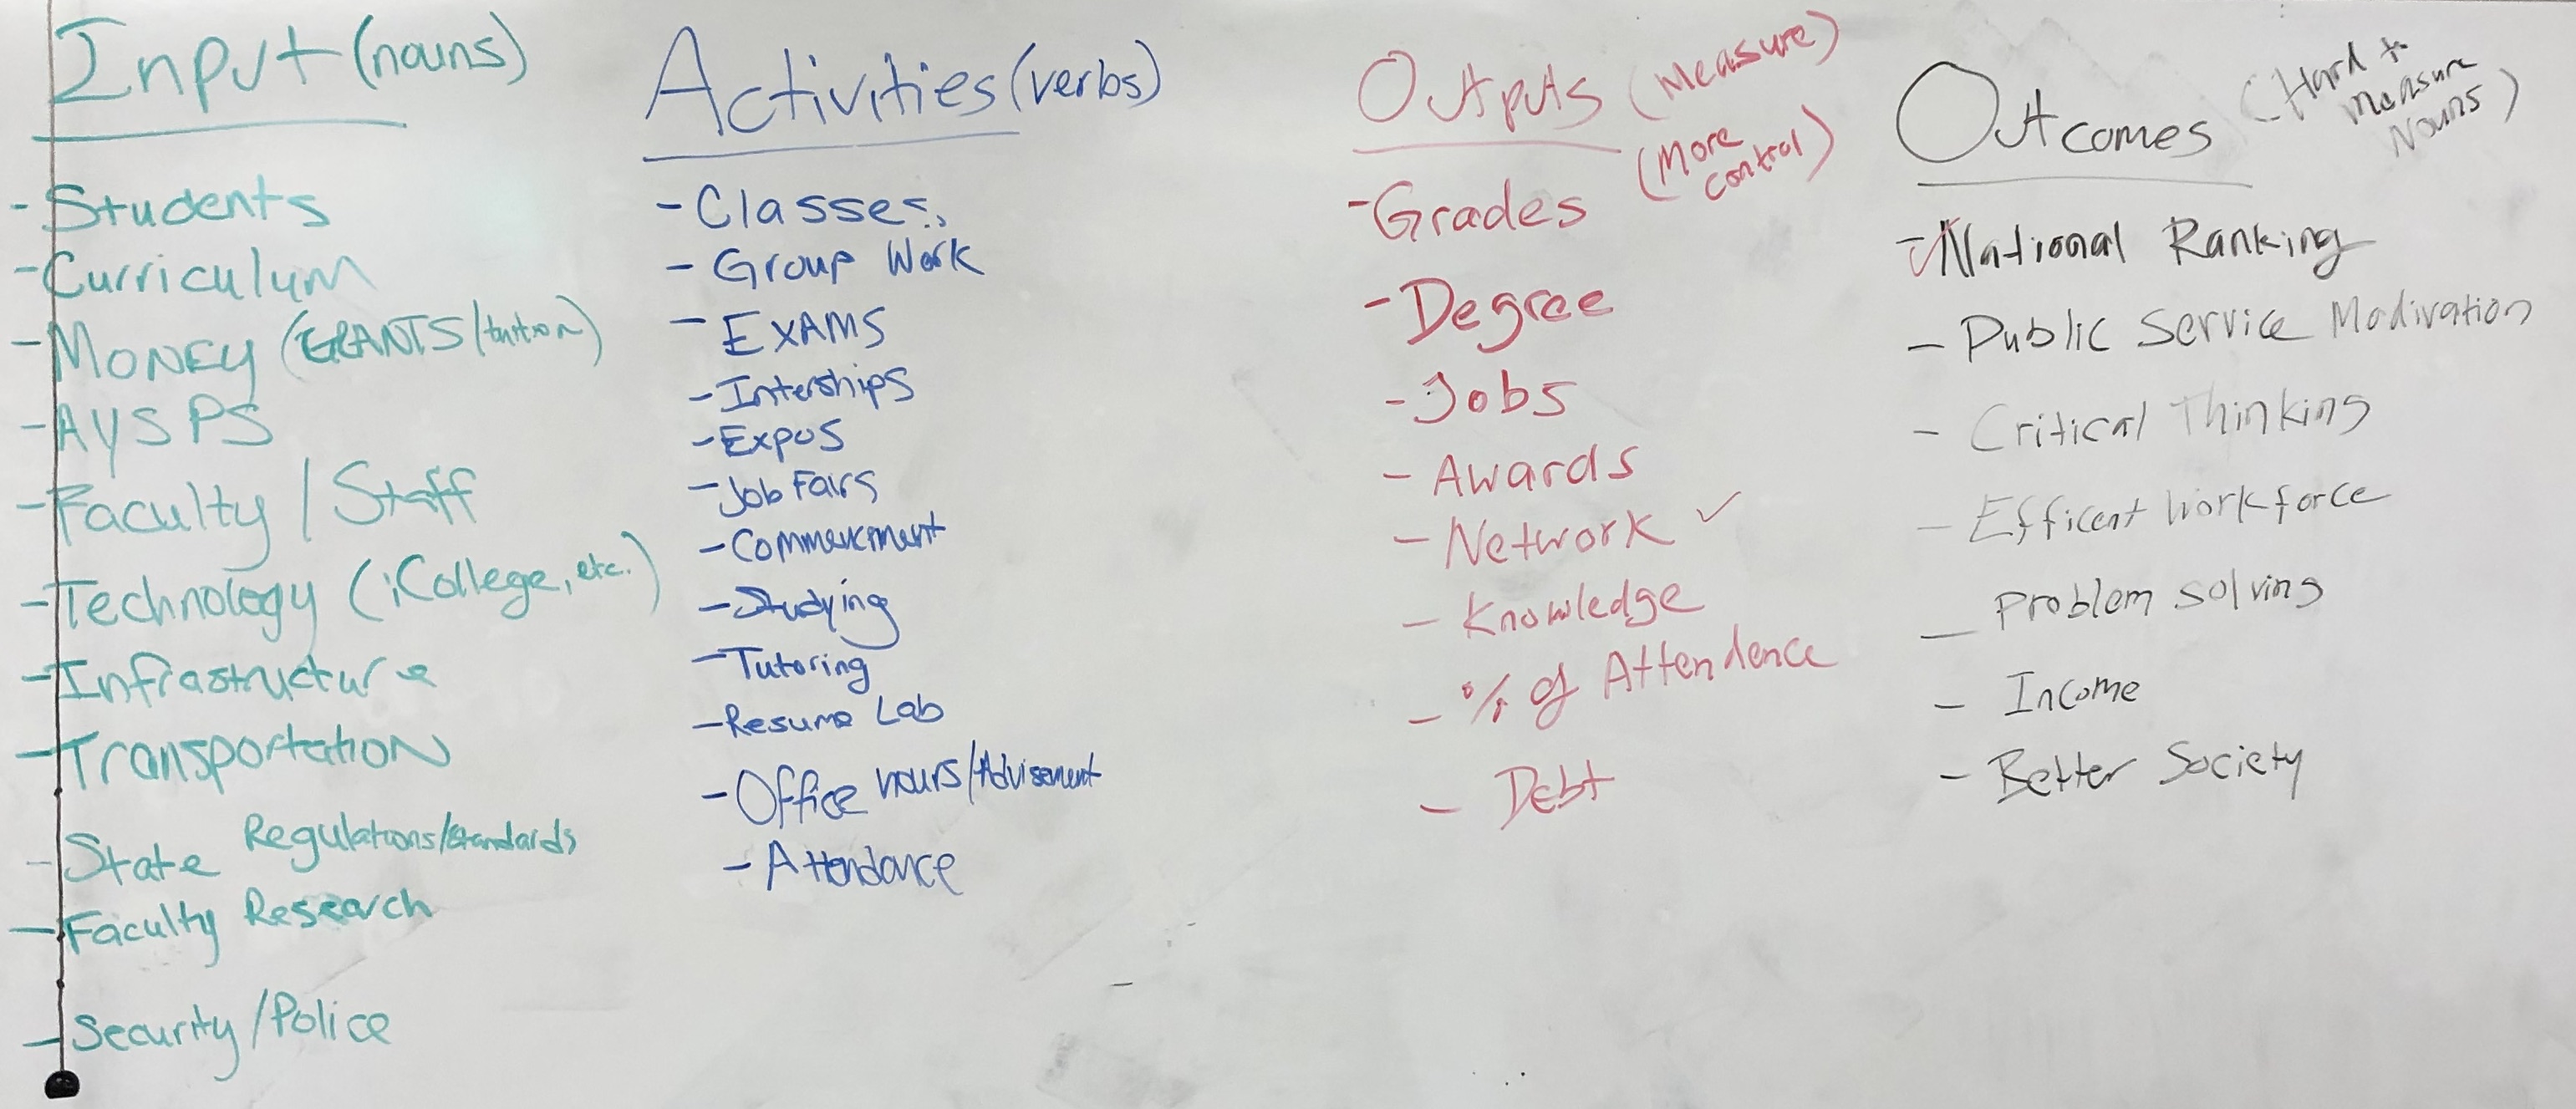 Input (nouns)
- Students
- Curriculum
- Money (GRANTS/tuition)
- AYSPS
- Faculty / Staff
- Technology (iCollege, etc.)
- Infrastructure
- Transportation
- State Regulations/Standards
- Faculty Research
- Security/Police
Activities (verbs)
- Classes
- Group Work
- EXAMS
- Interships
- Expos
- Job Fairs
- Commencment
- Studying
- Tutoring
- Resume Lab
- Office hours/Advisement
- Attendance
Outputs (Measure)
(More
control)
- Grades
- Degree
- Jobs
- Awards
- Network ✓
- Knowledge
- % of Attendence
- Debt
Outcomes (Hard to
measure
Nouns)
- National Ranking
- Public Service Modivation
- Critical Thinking
- Efficent Workforce
- Problem solving
- Income
- Better Society